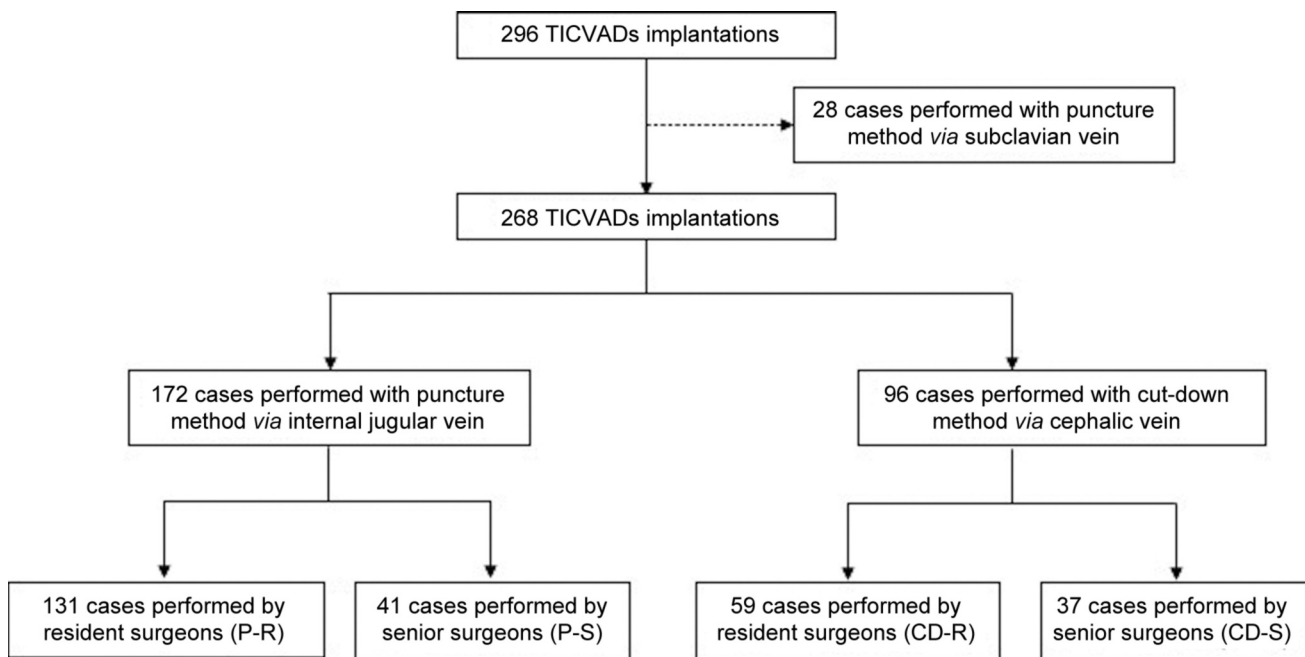 296 TICVADs implantations
28 cases performed with puncture
method via subclavian vein
268 TICVADs implantations
172 cases performed with puncture
method via internal jugular vein
96 cases performed with cut-down
method via cephalic vein
131 cases performed by
resident surgeons (P-R)
41 cases performed by
senior surgeons (P-S)
59 cases performed by
resident surgeons (CD-R)
37 cases performed by
senior surgeons (CD-S)